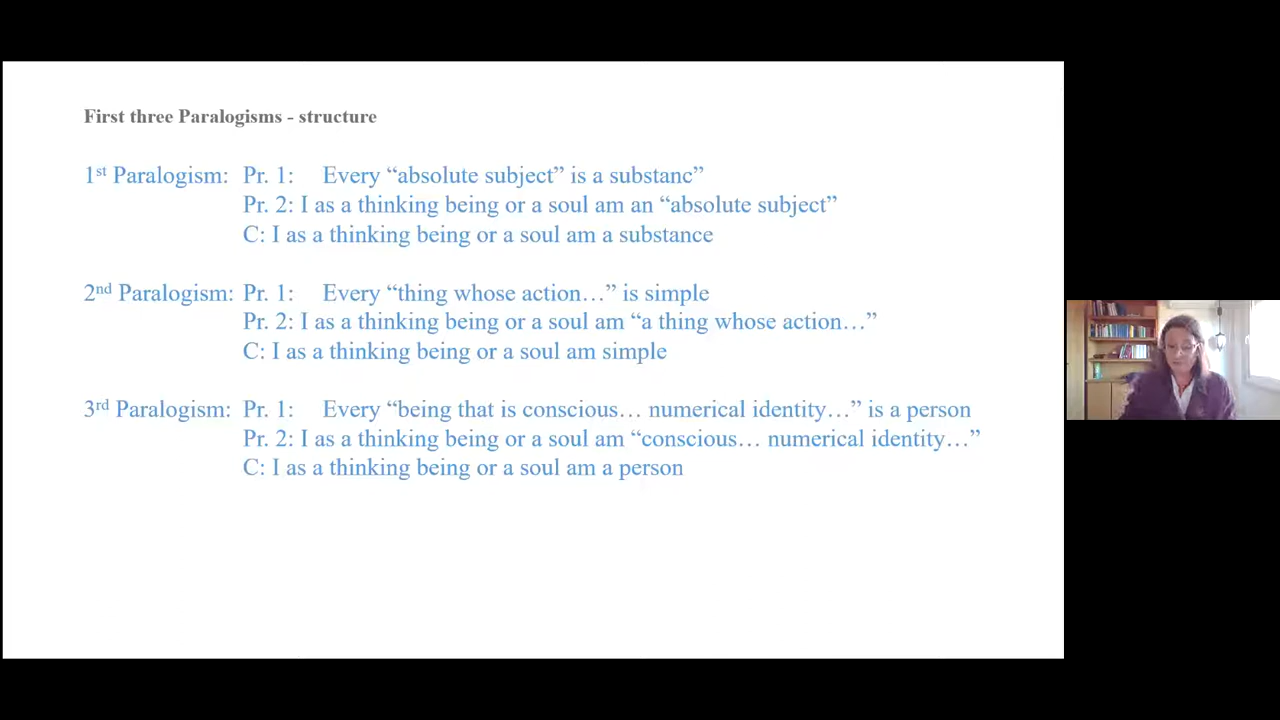 First three Paralogisms - structure
1st Paralogism: Pr. 1: Every “absolute subject” is a substanc”
Pr. 2: I as a thinking being or a soul am an “absolute subject”
C: I as a thinking being or a soul am a substance
2nd Paralogism: Pr. 1: Every “thing whose action…” is simple
Pr. 2: I as a thinking being or a soul am “a thing whose action…”
C: I as a thinking being or a soul am simple
3rd Paralogism: Pr. 1: Every “being that is conscious… numerical identity…” is a person
Pr. 2: I as a thinking being or a soul am “conscious… numerical identity…”
C: I as a thinking being or a soul am a person